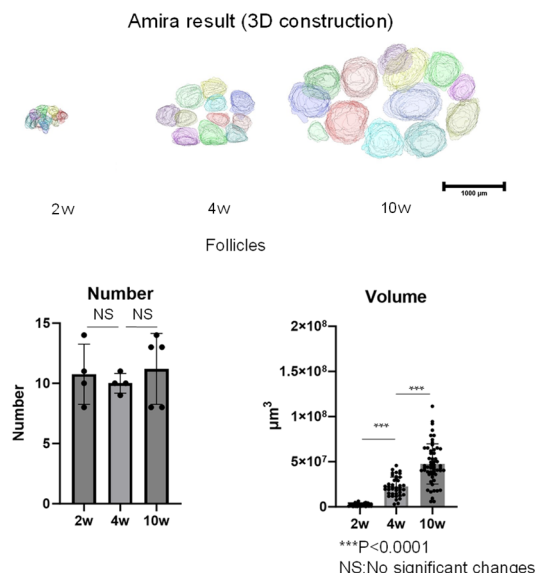 Amira result (3D construction)
1000 µm
2w
4w
10w
Follicles
Number
NS
NS
15
10
5
0
Number
2w
4w
10w
Volume
2×10⁸
1.5×10⁸
1×10⁸
5×10⁷
0
µm³
***
***
2w
4w
10w
***P<0.0001
NS:No significant changes